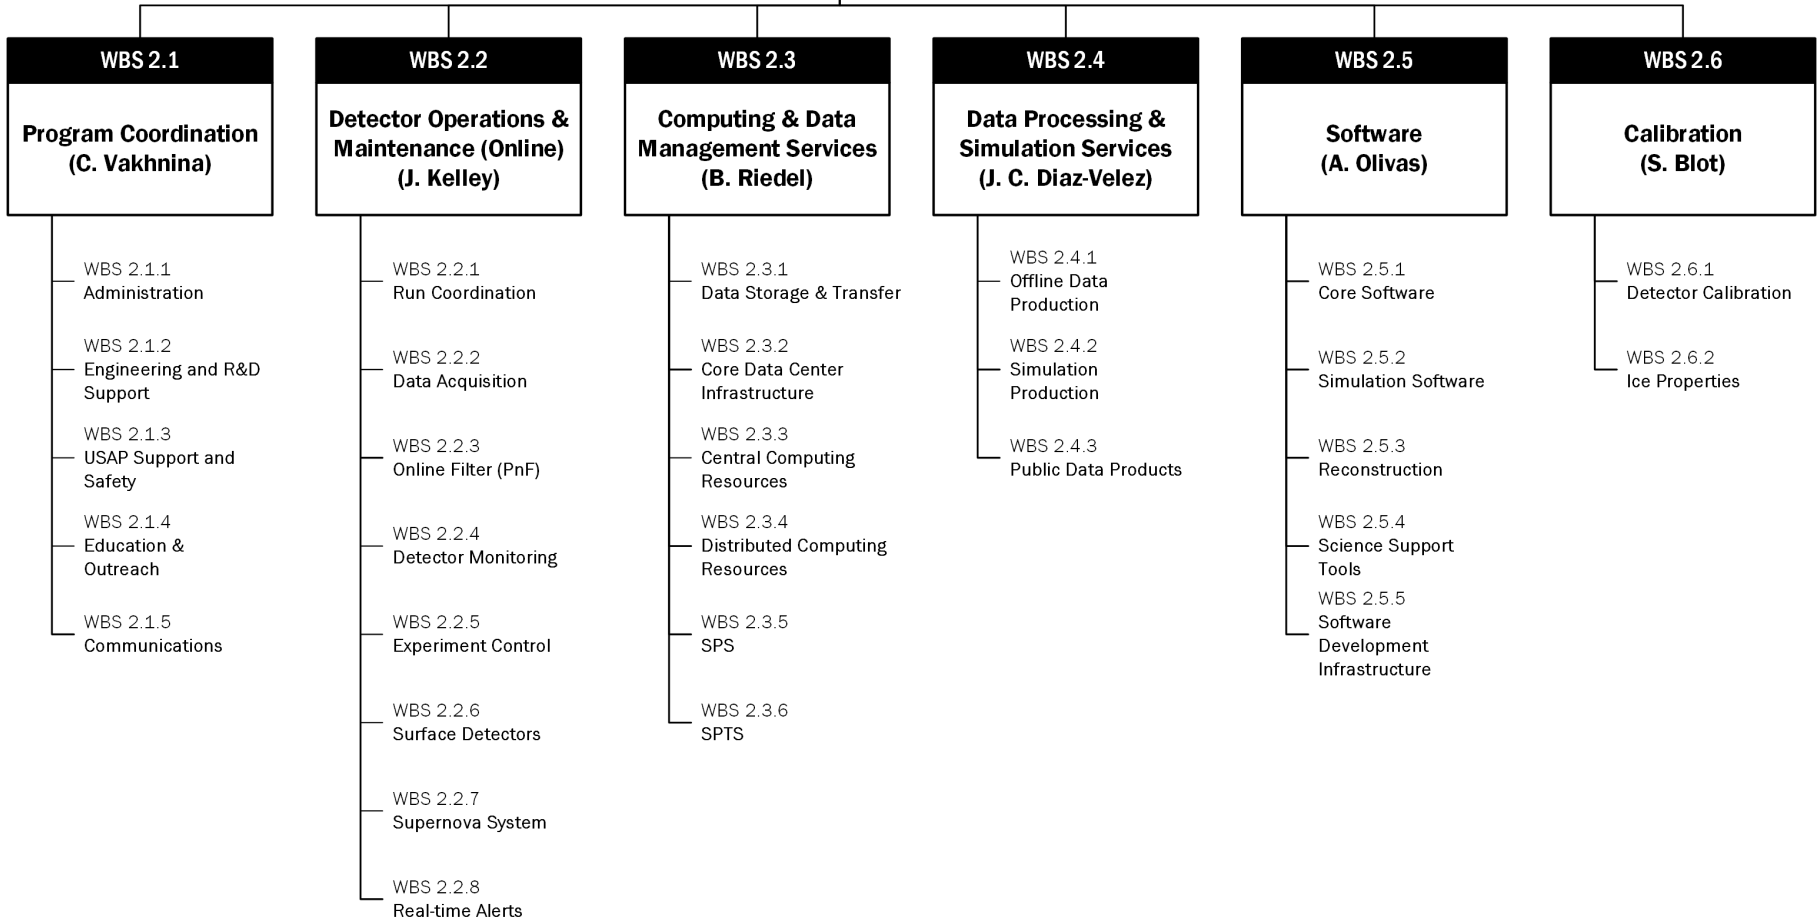 WBS 2.1
Program Coordination
(C. Vakhnina)
WBS 2.1.1
Administration
WBS 2.1.2
Engineering and R&D
Support
WBS 2.1.3
USAP Support and
Safety
WBS 2.1.4
Education &
Outreach
WBS 2.1.5
Communications
WBS 2.2
Detector Operations &
Maintenance (Online)
(J. Kelley)
WBS 2.2.1
Run Coordination
WBS 2.2.2
Data Acquisition
WBS 2.2.3
Online Filter (PnF)
WBS 2.2.4
Detector Monitoring
WBS 2.2.5
Experiment Control
WBS 2.2.6
Surface Detectors
WBS 2.2.7
Supernova System
WBS 2.2.8
Real-time Alerts
WBS 2.3
Computing & Data
Management Services
(B. Riedel)
WBS 2.3.1
Data Storage & Transfer
WBS 2.3.2
Core Data Center
Infrastructure
WBS 2.3.3
Central Computing
Resources
WBS 2.3.4
Distributed Computing
Resources
WBS 2.3.5
SPS
WBS 2.3.6
SPTS
WBS 2.4
Data Processing &
Simulation Services
(J. C. Diaz-Velez)
WBS 2.4.1
Offline Data
Production
WBS 2.4.2
Simulation
Production
WBS 2.4.3
Public Data Products
WBS 2.5
Software
(A. Olivas)
WBS 2.5.1
Core Software
WBS 2.5.2
Simulation Software
WBS 2.5.3
Reconstruction
WBS 2.5.4
Science Support
Tools
WBS 2.5.5
Software
Development
Infrastructure
WBS 2.6
Calibration
(S. Blot)
WBS 2.6.1
Detector Calibration
WBS 2.6.2
Ice Properties